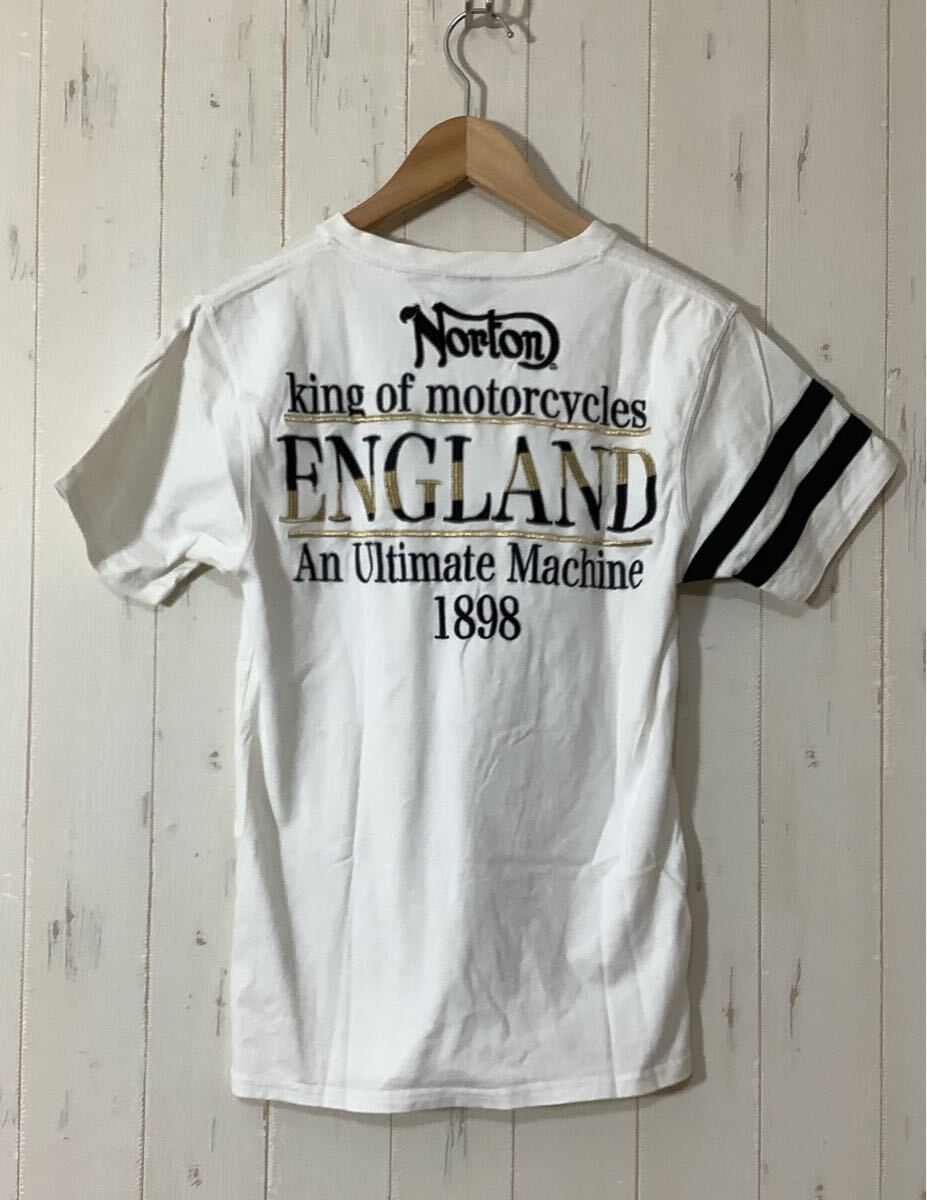 Norton
king of motorcycles
ENGLAND
An Ultimate Machine
1898